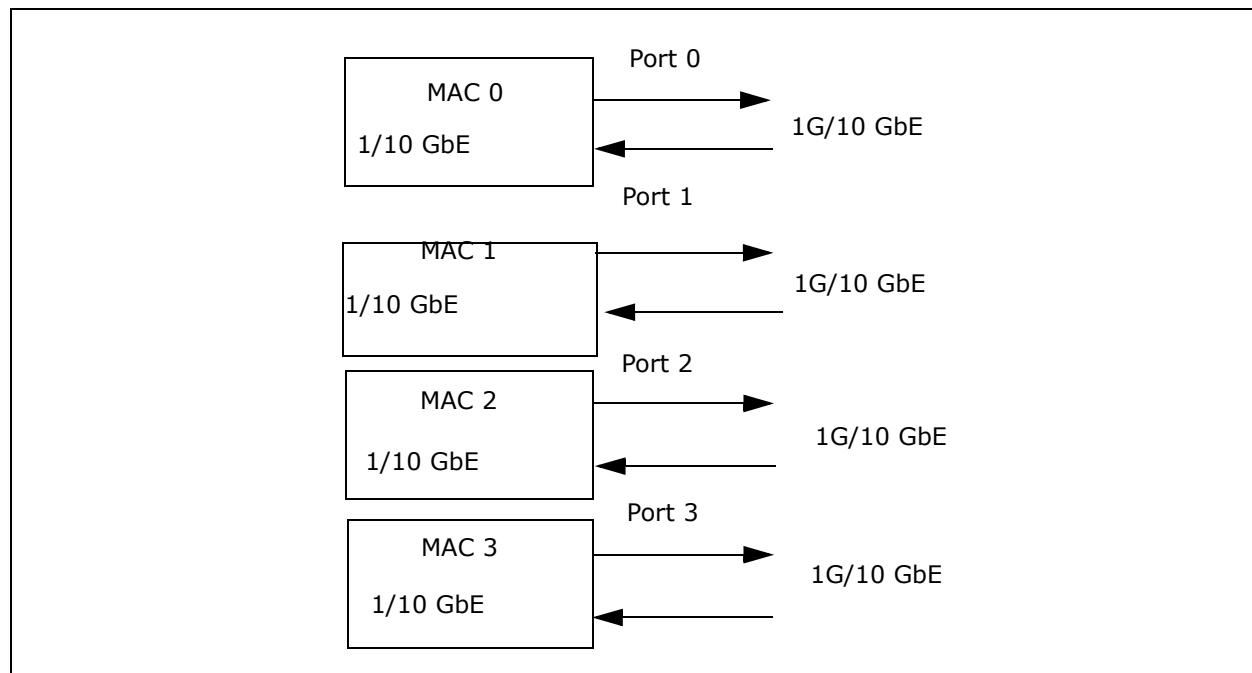 Port 0
MAC 0
1/10 GbE
1G/10 GbE
Port 1
MAC 1
1/10 GbE
1G/10 GbE
Port 2
MAC 2
1/10 GbE
1G/10 GbE
Port 3
MAC 3
1/10 GbE
1G/10 GbE